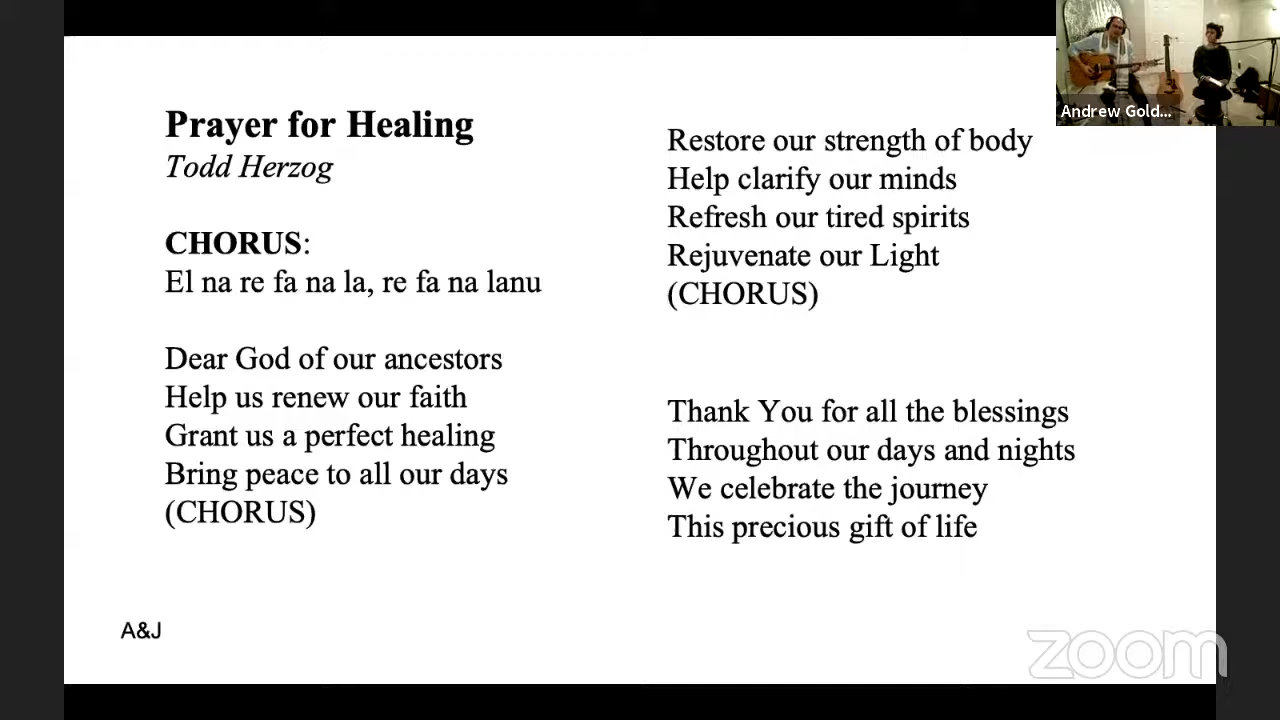 Prayer for Healing
Todd Herzog
CHORUS:
El na re fa na la, re fa na lanu
Dear God of our ancestors
Help us renew our faith
Grant us a perfect healing
Bring peace to all our days
(CHORUS)
Restore our strength of body
Help clarify our minds
Refresh our tired spirits
Rejuvenate our Light
(CHORUS)
Thank You for all the blessings
Throughout our days and nights
We celebrate the journey
This precious gift of life
A&J
Andrew Gold...
zoom